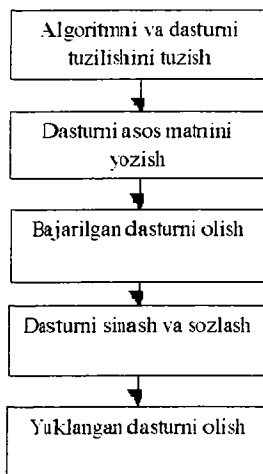 Algoritmni va dasturni
tuzilishini tuzish
Dasturni asos matnini
yozish
Bajarilgan dasturni olish
Dasturni sinash va sozlash
Yuklangan dasturni olish